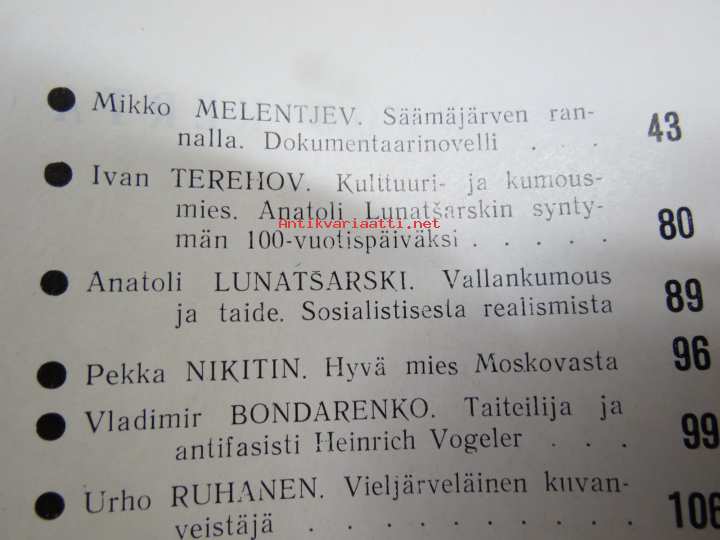 Mikko MELENTJEV. Säämäjärven ran-
nalla. Dokumentaarinovelli . . . 43
Ivan TEREHOV. Kulttuuri- ja kumous-
mies. Anatoli Lunatšarskin synty-
Antikvariaatti.net
män 100-vuotispäiväksi . . . . . 80
Anatoli LUNATŠARSKI. Vallankumous
ja taide. Sosialistisesta realismista 89
Pekka NIKITIN. Hyvä mies Moskovasta 96
Vladimir BONDARENKO. Taiteilija ja
antifasisti Heinrich Vogeler . . . 99
Urho RUHANEN. Vieljärveläinen kuvan-
veistäjä . . . . . . . . . . 106